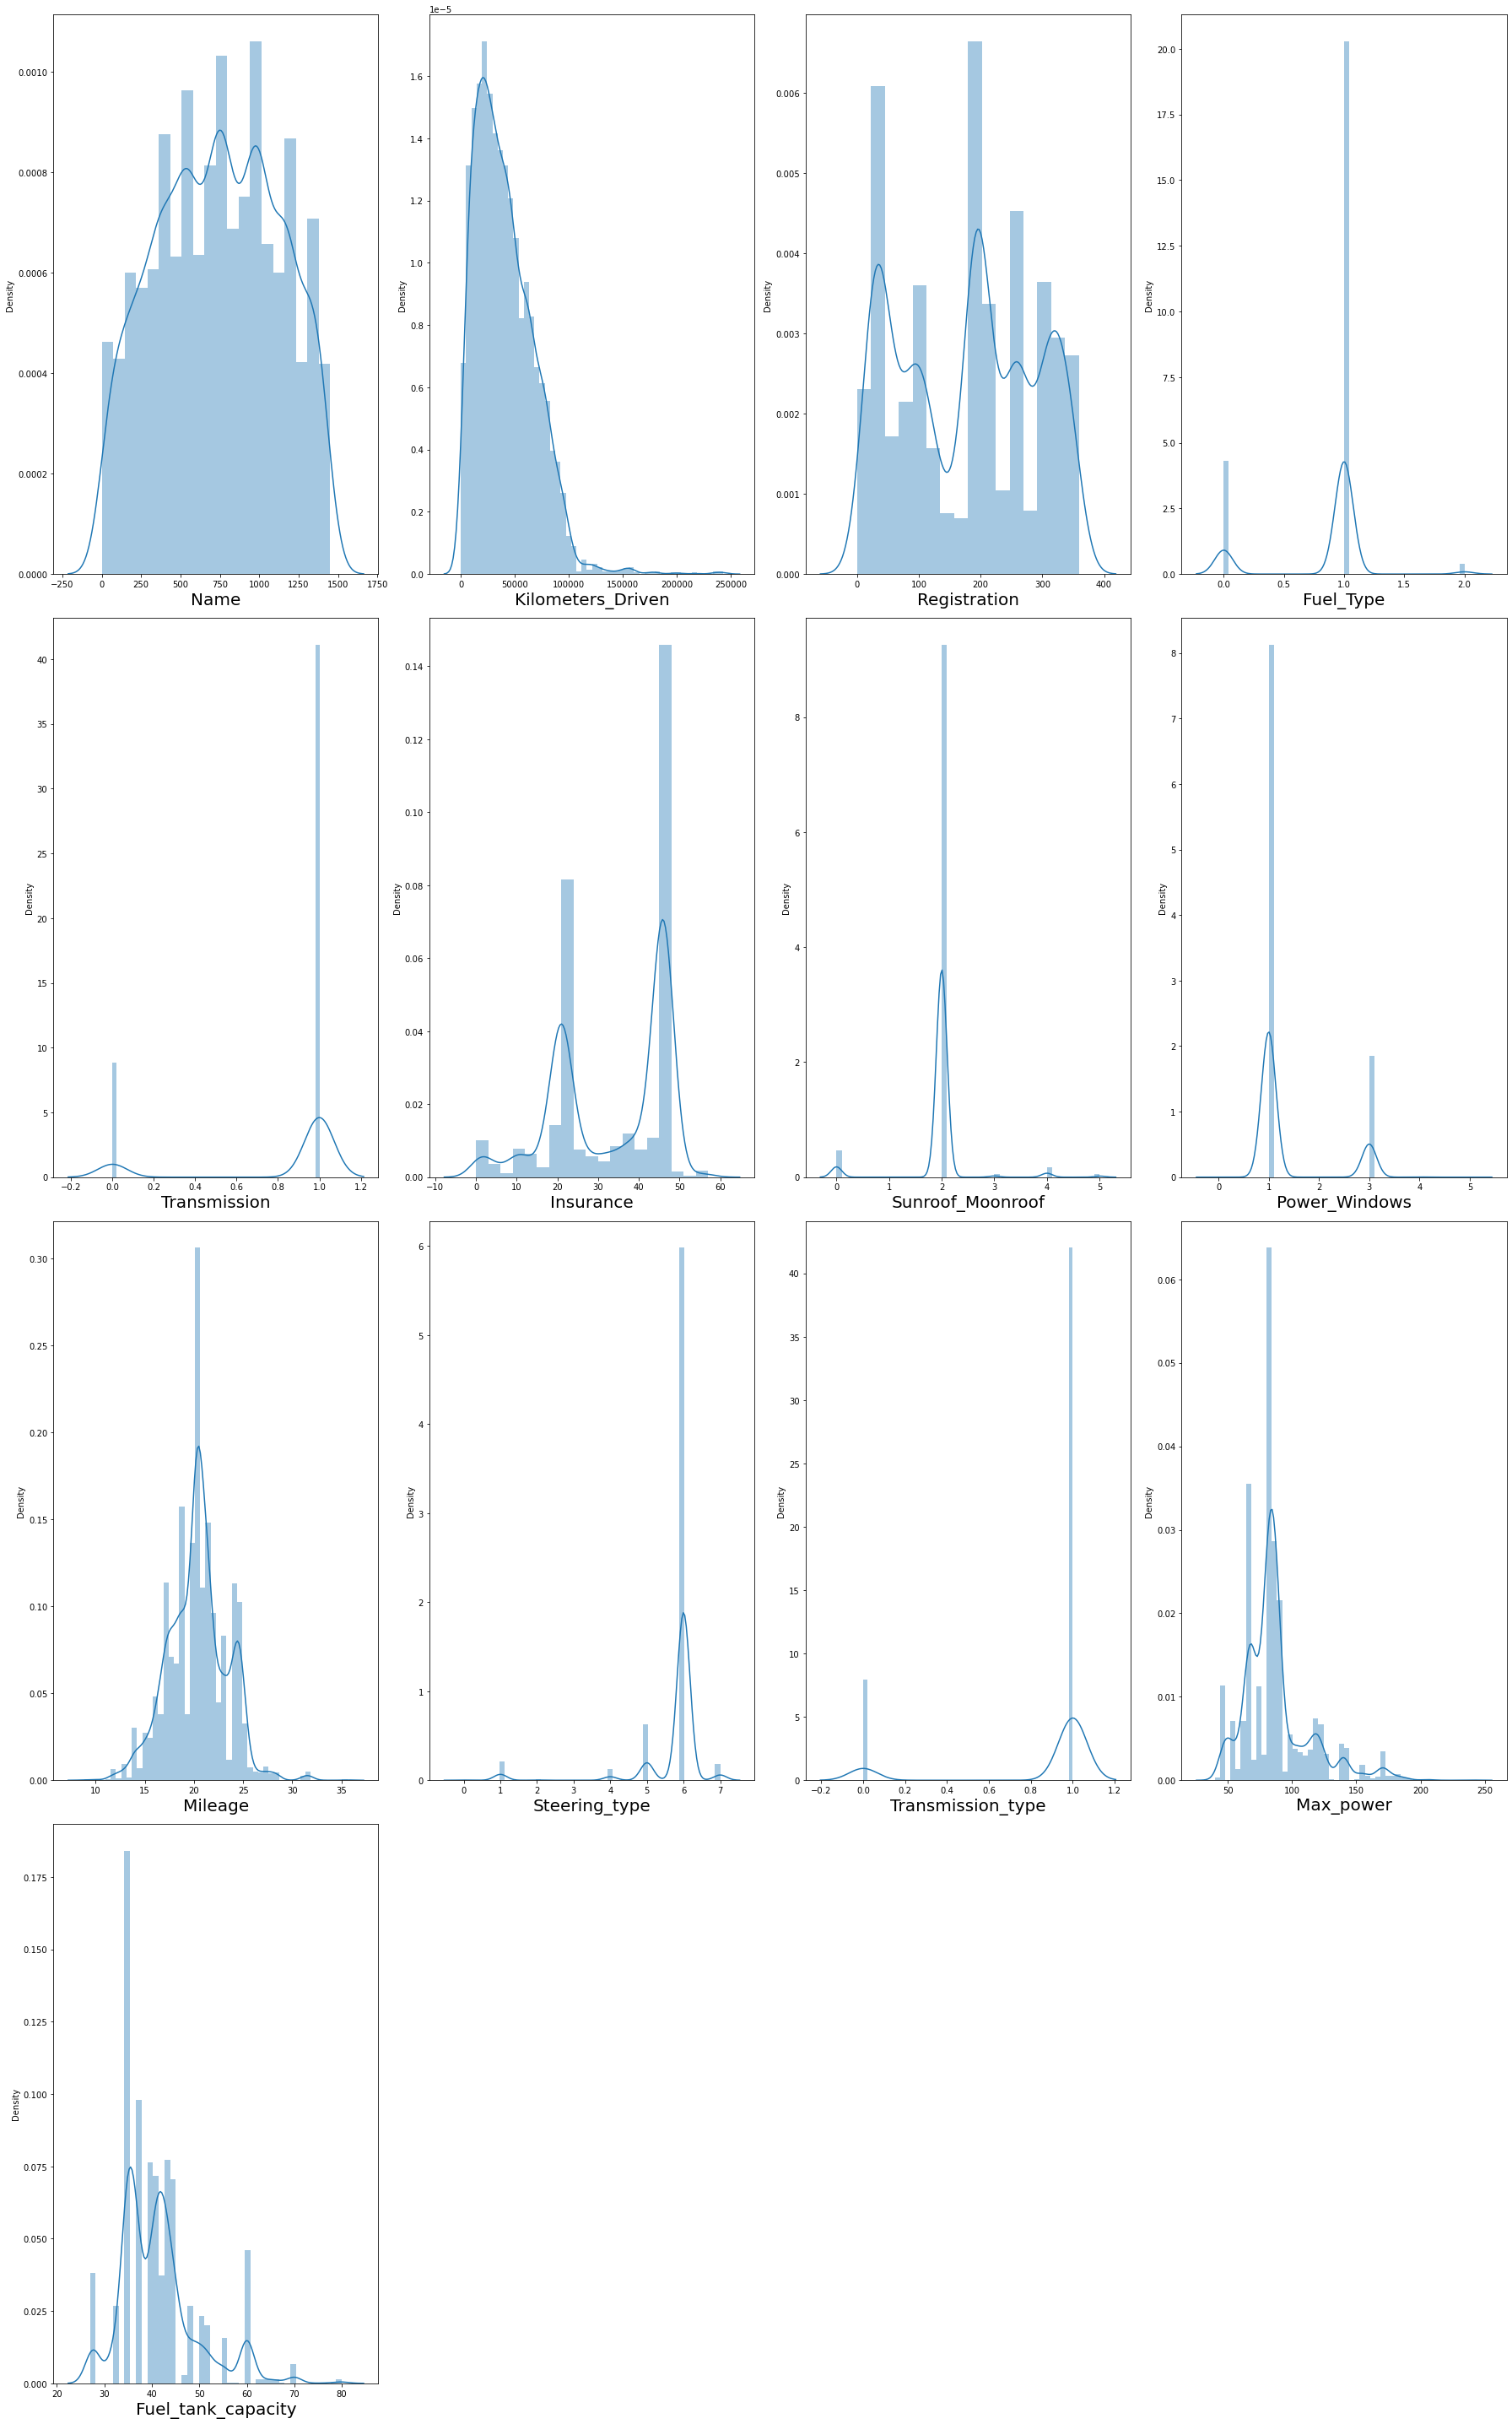 0.0010
0.0008
0.0006
0.0004
0.0002
0.0000
Density
−250 0 250 500 750 1000 1250 1500 1750
Name
1e−5
1.6
1.4
1.2
1.0
0.8
0.6
0.4
0.2
0.0
Density
0 50000 100000 150000 200000 250000
Kilometers_Driven
0.006
0.005
0.004
0.003
0.002
0.001
0.000
Density
0 100 200 300 400
Registration
20.0
17.5
15.0
12.5
10.0
7.5
5.0
2.5
0.0
Density
0.0 0.5 1.0 1.5 2.0
Fuel_Type
40
35
30
25
20
15
10
5
0
Density
−0.2 0.0 0.2 0.4 0.6 0.8 1.0 1.2
Transmission
0.14
0.12
0.10
0.08
0.06
0.04
0.02
0.00
Density
−10 0 10 20 30 40 50 60
Insurance
8
6
4
2
0
Density
0 1 2 3 4 5
Sunroof_Moonroof
8
7
6
5
4
3
2
1
0
Density
0 1 2 3 4 5
Power_Windows
0.30
0.25
0.20
0.15
0.10
0.05
0.00
Density
10 15 20 25 30 35
Mileage
6
5
4
3
2
1
0
Density
0 1 2 3 4 5 6 7
Steering_type
40
35
30
25
20
15
10
5
0
Density
−0.2 0.0 0.2 0.4 0.6 0.8 1.0 1.2
Transmission_type
0.06
0.05
0.04
0.03
0.02
0.01
0.00
Density
50 100 150 200 250
Max_power
0.175
0.150
0.125
0.100
0.075
0.050
0.025
0.000
Density
20 30 40 50 60 70 80
Fuel_tank_capacity